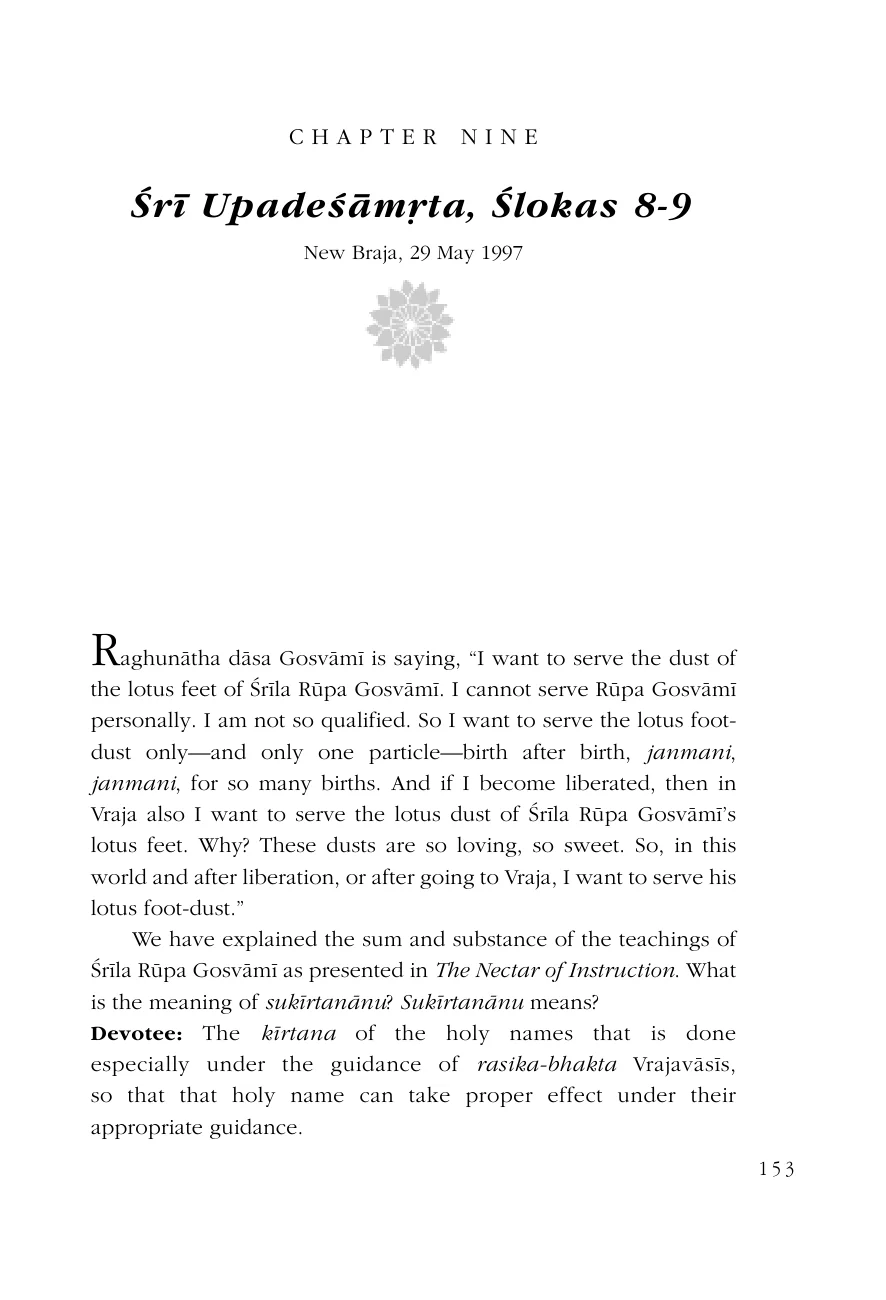 CHAPTER NINE
Śrī Upadeśāmṛta, Ślokas 8-9
New Braja, 29 May 1997
Raghunātha dāsa Gosvāmī is saying, “I want to serve the dust of
the lotus feet of Śrīla Rūpa Gosvāmī. I cannot serve Rūpa Gosvāmī
personally. I am not so qualified. So I want to serve the lotus foot-
dust only—and only one particle—birth after birth, janmani,
janmani, for so many births. And if I become liberated, then in
Vraja also I want to serve the lotus dust of Śrīla Rūpa Gosvāmī’s
lotus feet. Why? These dusts are so loving, so sweet. So, in this
world and after liberation, or after going to Vraja, I want to serve his
lotus foot-dust.”
We have explained the sum and substance of the teachings of
Śrīla Rūpa Gosvāmī as presented in The Nectar of Instruction. What
is the meaning of sukīrtanānu? Sukīrtanānu means?
Devotee: The kīrtana of the holy names that is done
especially under the guidance of rasika-bhakta Vrajavāsīs,
so that that holy name can take proper effect under their
appropriate guidance.
153